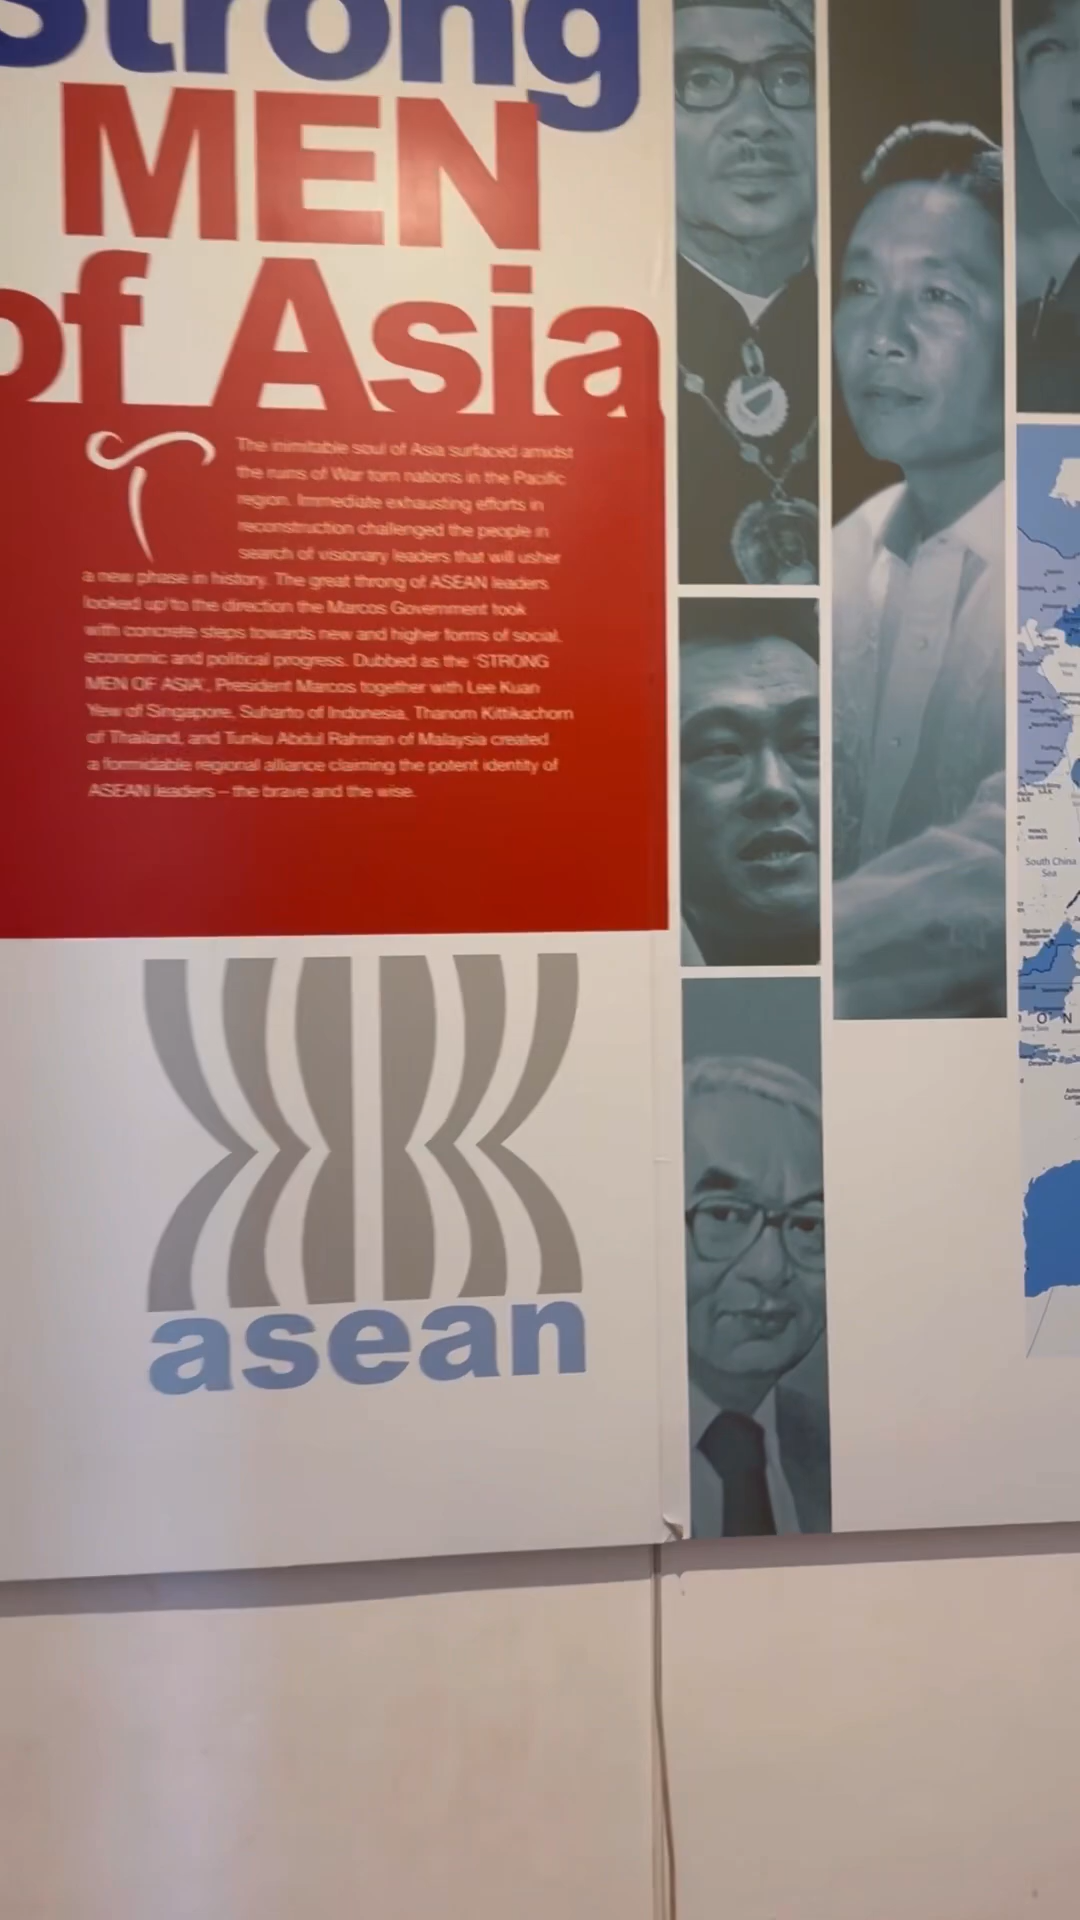 Strong
MEN
of Asia
The inimitable soul of Asia surfaced amidst
the ruins of War torn nations in the Pacific
region. Immediate exhausting efforts in
reconstruction challenged the people in
search of visionary leaders that will usher
a new phase in history. The great throng of ASEAN leaders
looked up to the direction the Marcos Government took
with concrete steps towards new and higher forms of social,
economic and political progress. Dubbed as the 'STRONG
MEN OF ASIA', President Marcos together with Lee Kuan
Yew of Singapore, Suharto of Indonesia, Thanom Kittikachorn
of Thailand, and Tunku Abdul Rahman of Malaysia created
a formidable regional alliance claiming the potent identity of
ASEAN leaders – the brave and the wise.
asean
South China
Sea